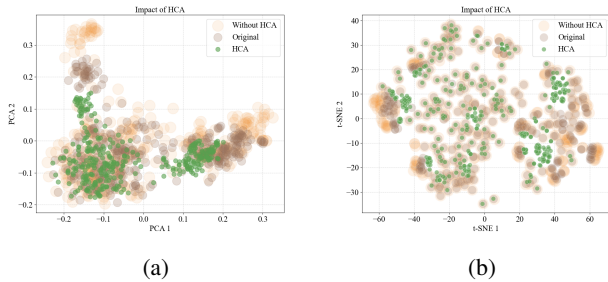 Impact of HCA
Without HCA
Original
HCA
PCA 2
0.3
0.2
0.1
0.0
−0.1
−0.2
−0.2
−0.1
0.0
0.1
0.2
0.3
PCA 1
(a)
Impact of HCA
Without HCA
Original
HCA
t-SNE 2
40
30
20
10
0
−10
−20
−30
−60
−40
−20
0
20
40
60
t-SNE 1
(b)